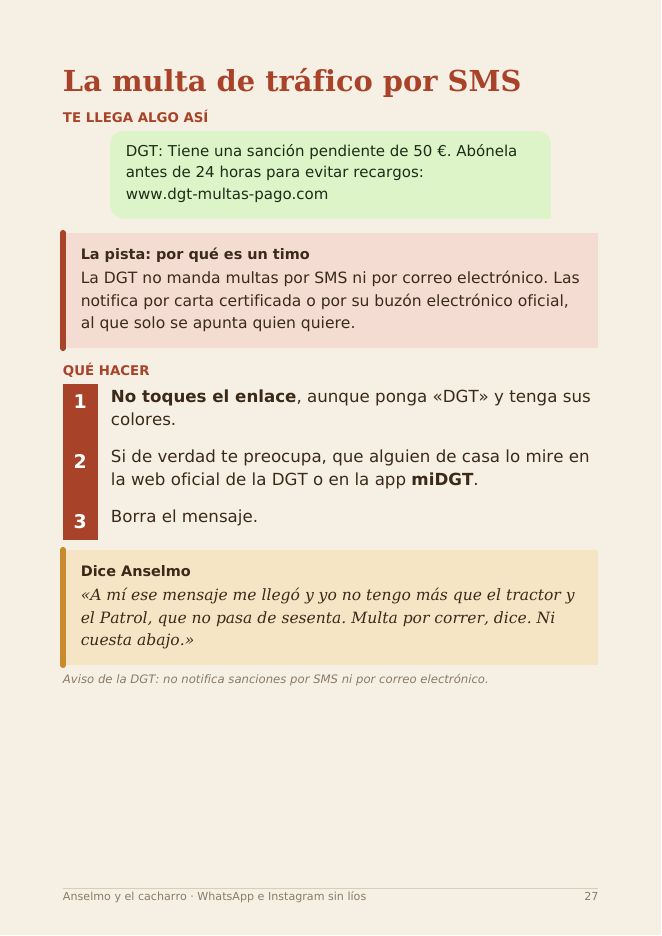 La multa de tráfico por SMS
TE LLEGA ALGO ASÍ
DGT: Tiene una sanción pendiente de 50 €. Abónela
antes de 24 horas para evitar recargos:
www.dgt-multas-pago.com
La pista: por qué es un timo
La DGT no manda multas por SMS ni por correo electrónico. Las
notifica por carta certificada o por su buzón electrónico oficial,
al que solo se apunta quien quiere.
QUÉ HACER
1 No toques el enlace, aunque ponga «DGT» y tenga sus
colores.
2 Si de verdad te preocupa, que alguien de casa lo mire en
la web oficial de la DGT o en la app miDGT.
3 Borra el mensaje.
Dice Anselmo
«A mí ese mensaje me llegó y yo no tengo más que el tractor y
el Patrol, que no pasa de sesenta. Multa por correr, dice. Ni
cuesta abajo.»
Aviso de la DGT: no notifica sanciones por SMS ni por correo electrónico.
Anselmo y el cacharro · WhatsApp e Instagram sin líos 27